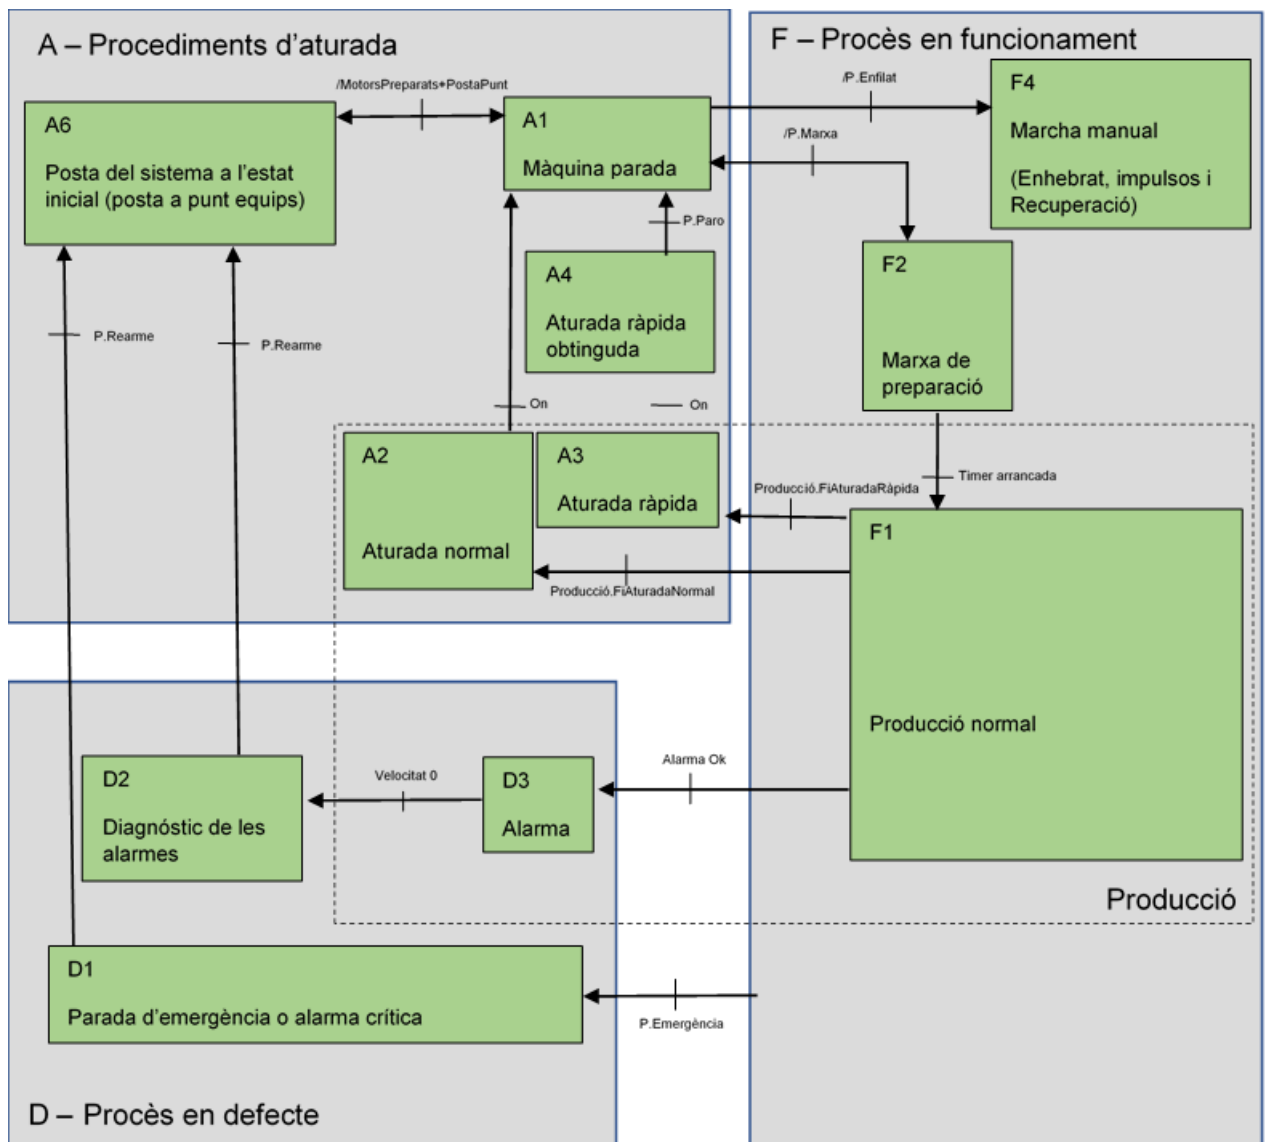 A – Procediments d’aturada
F – Procès en funcionament
/MotorsPreparats+PostaPunt
/P.Enfilat
A6
Posta del sistema a l’estat
inicial (posta a punt equips)
A1
Màquina parada
F4
Marcha manual
(Enhebrat, impulsos i
Recuperació)
/P.Marxa
P.Paro
A4
Aturada ràpida
obtinguda
F2
Marxa de
preparació
P.Rearme
P.Rearme
On
On
A2
Aturada normal
A3
Aturada ràpida
Timer arrancada
Producció.FiAturadaRàpida
F1
Producció normal
Producció.FiAturadaNormal
D2
Diagnóstic de les
alarmes
Velocitat 0
D3
Alarma
Alarma Ok
Producció
D1
Parada d’emergència o alarma crítica
P.Emergència
D – Procès en defecte